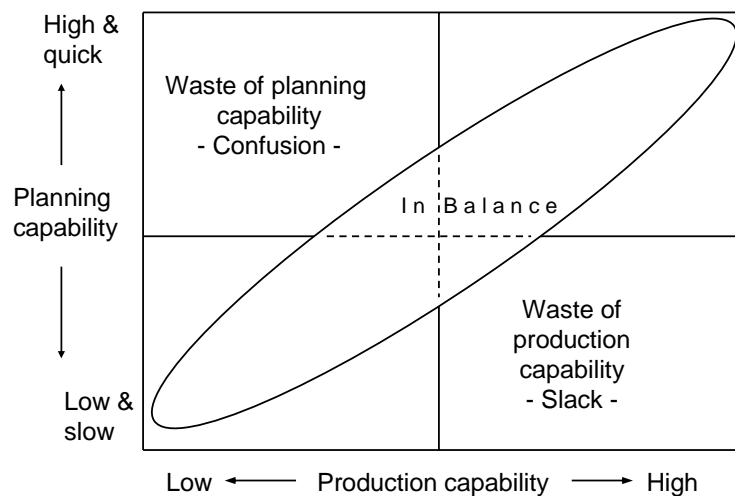 High &
quick
Waste of planning
capability
- Confusion -
Planning
capability
In Balance
Waste of
production
capability
- Slack -
Low &
slow
Low
Production capability
High